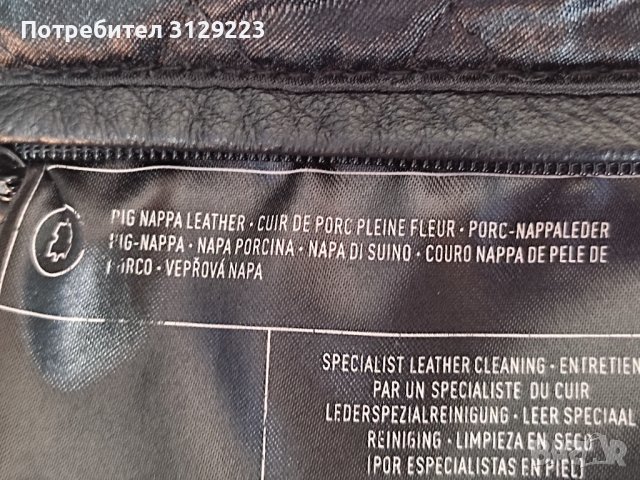 Потребител 3129223
PIG NAPPA LEATHER · CUIR DE PORC PLEINE FLEUR · PORC-NAPPALEDER
PIG-NAPPA · NAPA PORCINA · NAPA DI SUINO · COURO NAPPA DE PELE DE
PORCO · VEPŘOVÁ NAPA
SPECIALIST LEATHER CLEANING · ENTRETIEN
PAR UN SPECIALISTE DU CUIR
LEDERSPEZIALREINIGUNG · LEER SPECIAAL
REINIGING · LIMPIEZA EN SECO
(POR ESPECIALISTAS EN PIEL)